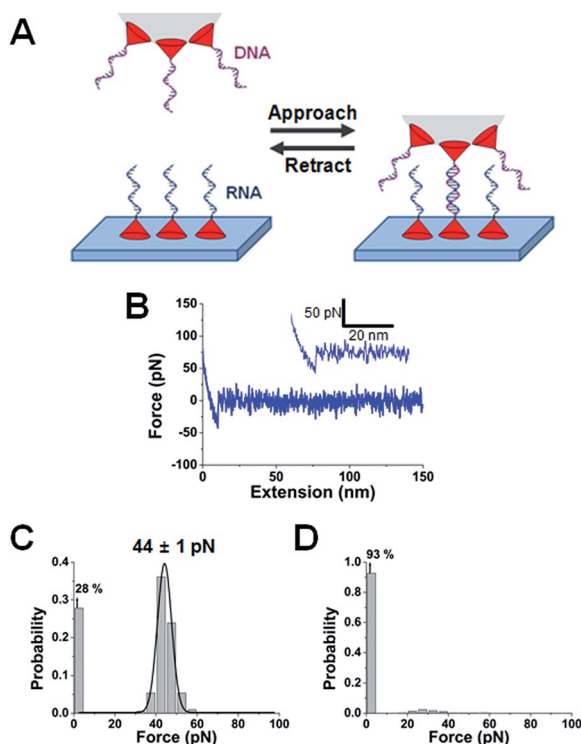 A
DNA
Approach
Retract
RNA
B
150
100
50
0
-50
-100
Force (pN)
0 50 100 150
Extension (nm)
50 pN
20 nm
C
44 ± 1 pN
0.4
0.3
0.2
0.1
0.0
Probability
28 %
0 20 40 60 80 100
Force (pN)
D
1.0
0.8
0.6
0.4
0.2
0.0
Probability
93 %
0 20 40 60 80 100
Force (pN)